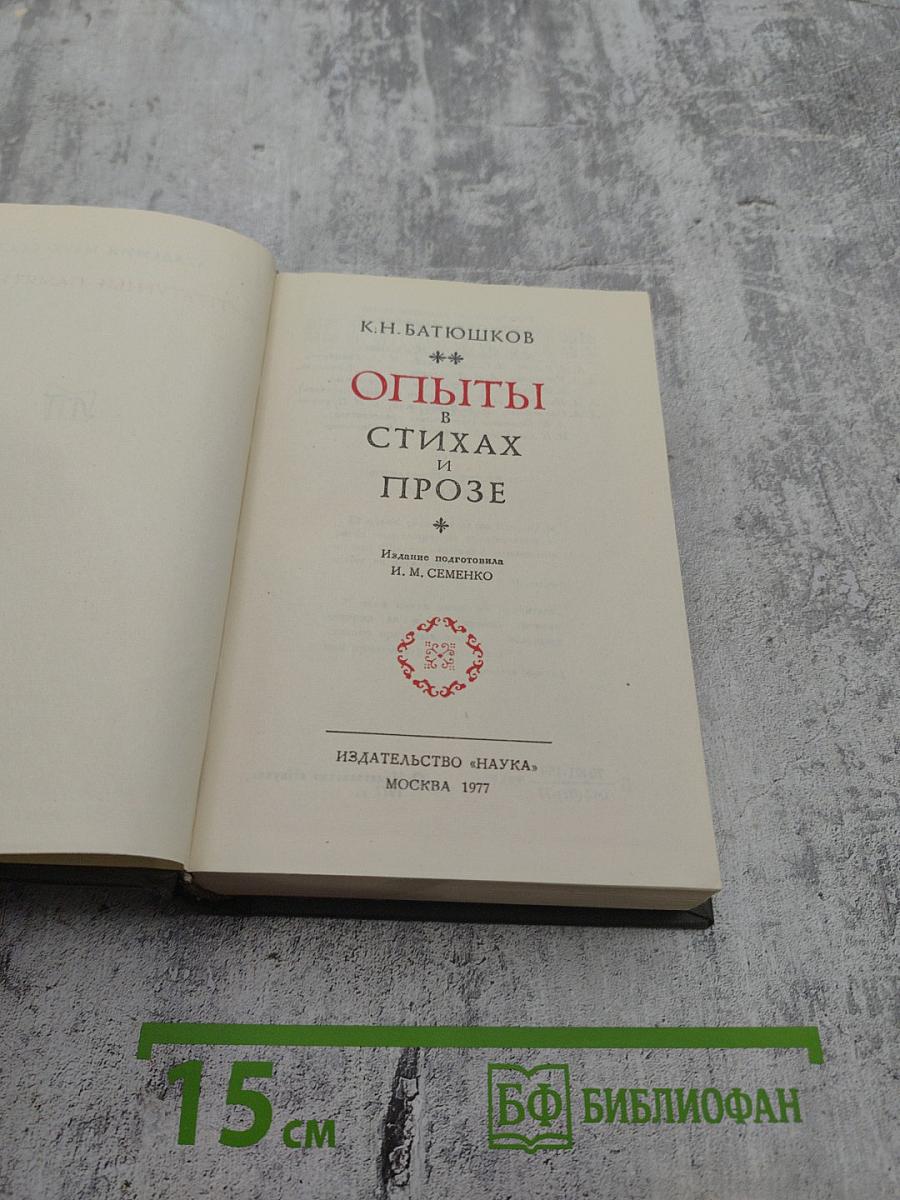 К. Н. БАТЮШКОВ
ОПЫТЫ
В
СТИХАХ
И
ПРОЗЕ
Издание подготовила
И. М. СЕМЕНКО
ИЗДАТЕЛЬСТВО «НАУКА»
МОСКВА 1977
15 см
БФ БИБЛИОФАН